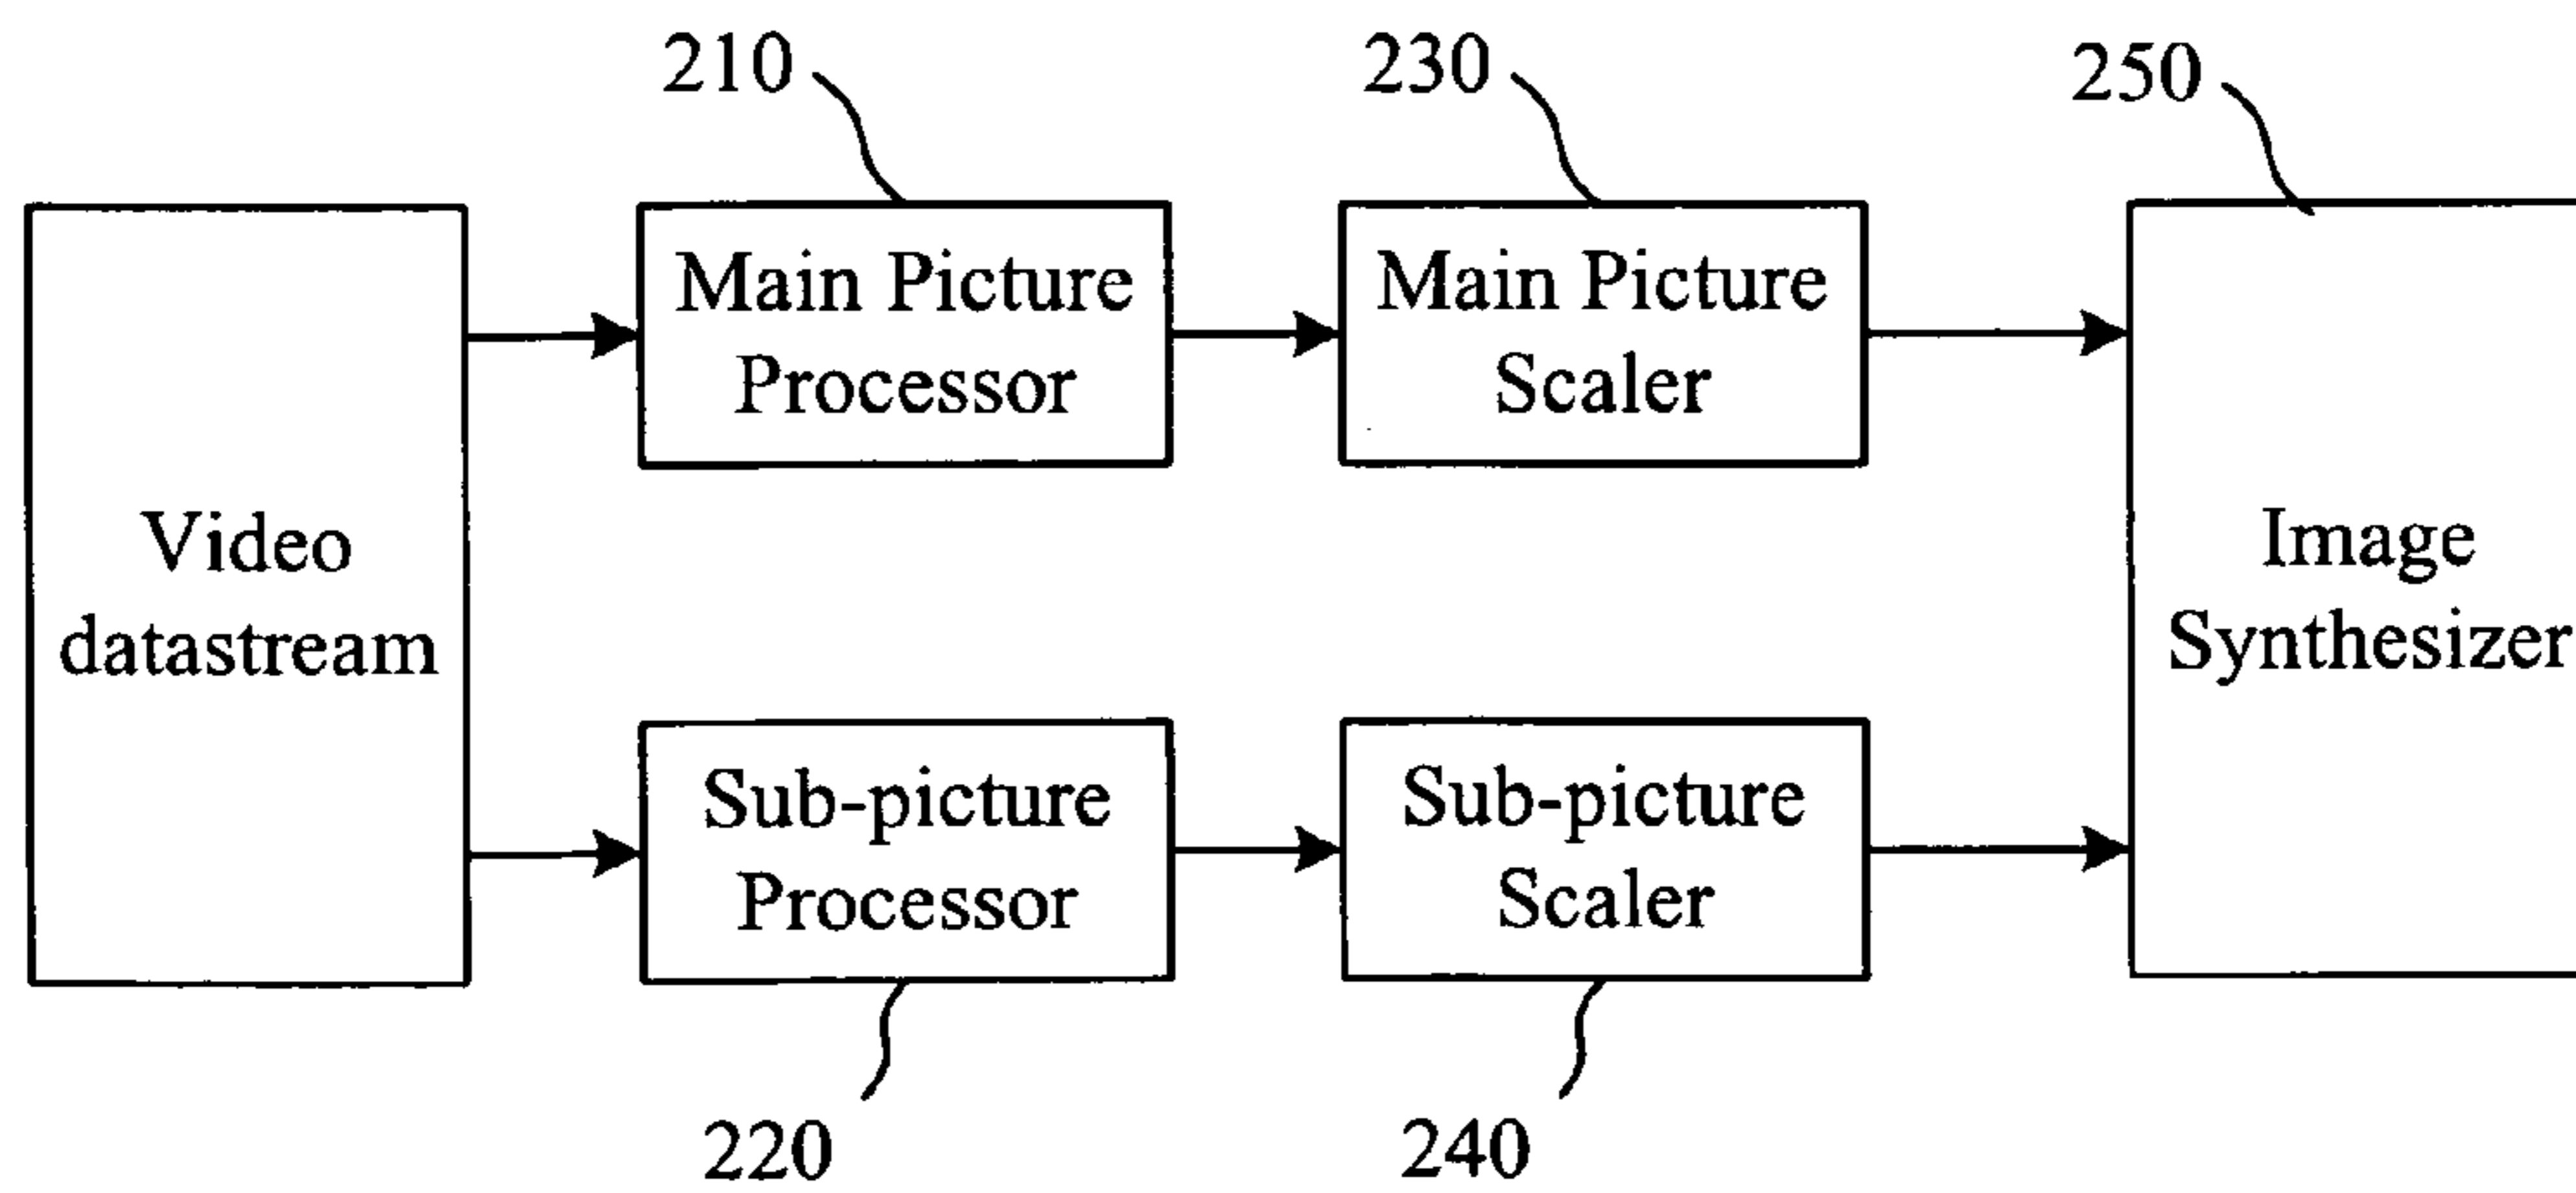 210
230
250
Video
datastream
Main Picture
Processor
Main Picture
Scaler
Image
Synthesizer
Sub-picture
Processor
Sub-picture
Scaler
220
240